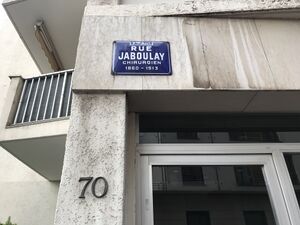 RUE
JABOULAY
CHIRURGIEN
1860 - 1913
70